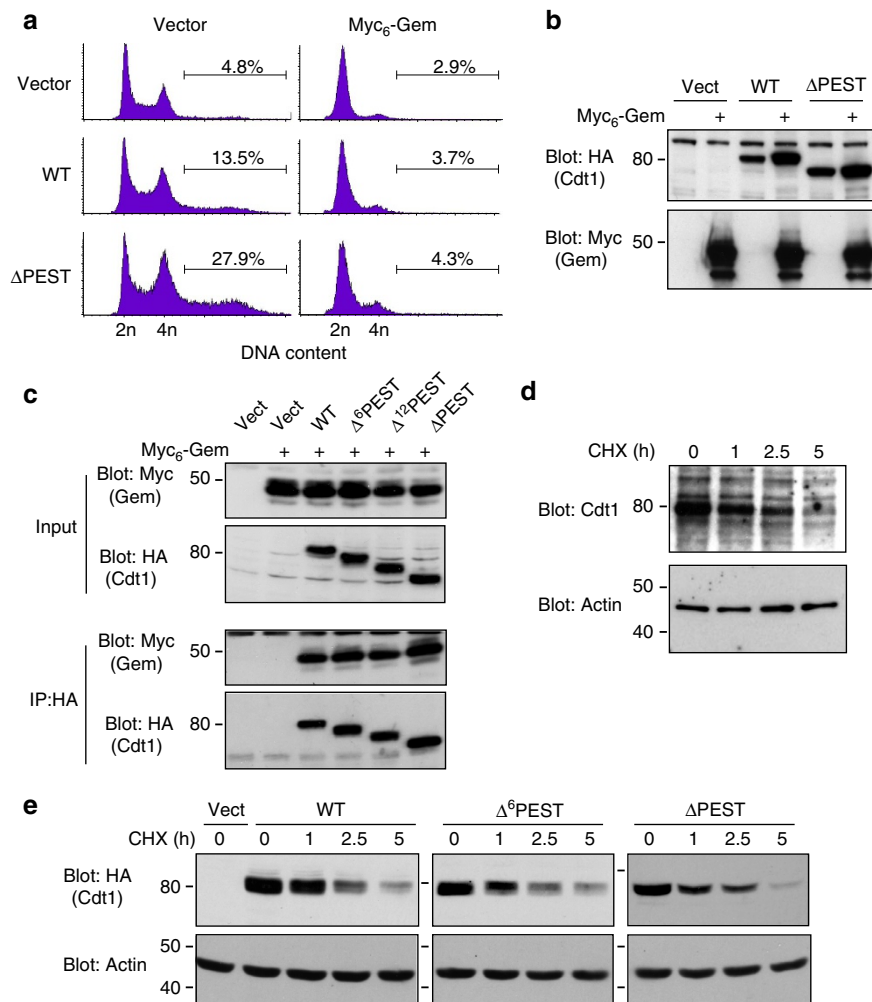 a
Vector Myc₆-Gem
Vector 4.8% 2.9%
WT 13.5% 3.7%
ΔPEST 27.9% 4.3%
2n 4n 2n 4n
DNA content
b
Vect WT ΔPEST
Myc₆-Gem + + +
Blot: HA (Cdt1) 80
Blot: Myc (Gem) 50
c
Vect Vect WT Δ⁶PEST Δ¹²PEST ΔPEST
Myc₆-Gem + + + + +
Input
Blot: Myc (Gem) 50
Blot: HA (Cdt1) 80
IP:HA
Blot: Myc (Gem) 50
Blot: HA (Cdt1) 80
d
CHX (h) 0 1 2.5 5
Blot: Cdt1 80
Blot: Actin 50
40
e
Vect WT Δ⁶PEST ΔPEST
CHX (h) 0 0 1 2.5 5 0 1 2.5 5 0 1 2.5 5
Blot: HA (Cdt1) 80
Blot: Actin 50
40